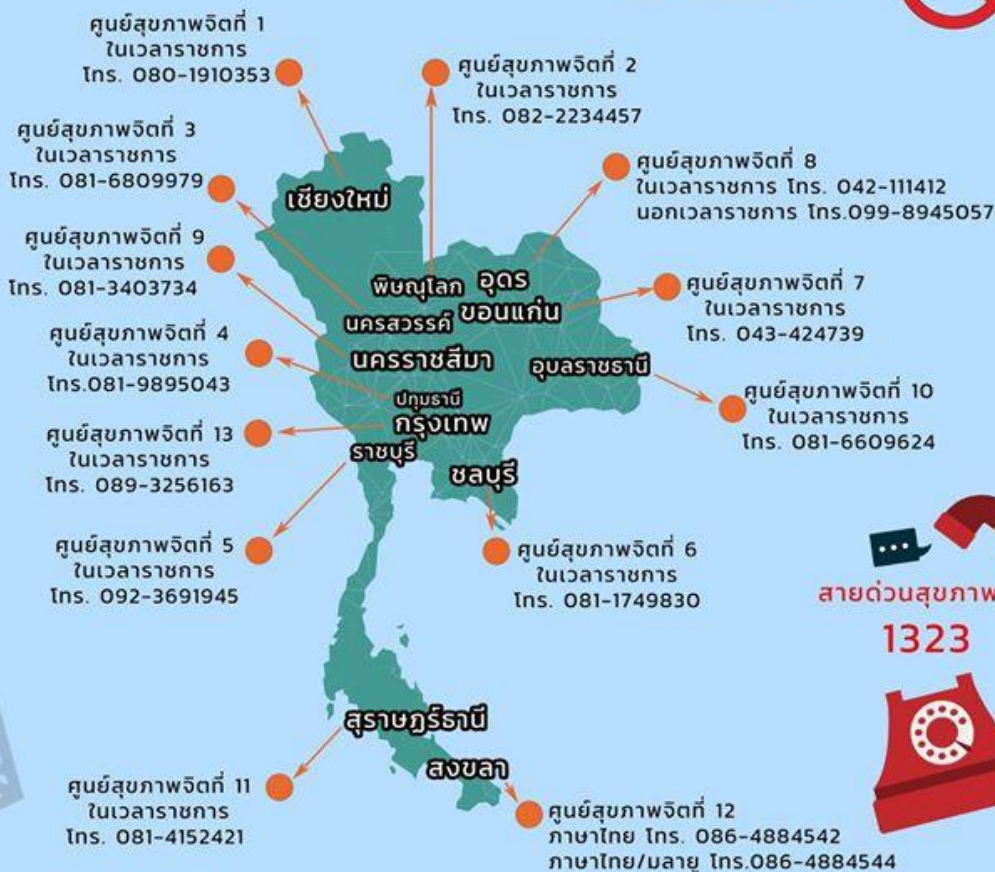 ศูนย์สุขภาพจิตที่ 1
ในเวลาราชการ
โทร. 080-1910353
ศูนย์สุขภาพจิตที่ 2
ในเวลาราชการ
โทร. 082-2234457
ศูนย์สุขภาพจิตที่ 3
ในเวลาราชการ
โทร. 081-6809979
ศูนย์สุขภาพจิตที่ 8
ในเวลาราชการ โทร. 042-111412
นอกเวลาราชการ โทร.099-8945057
เชียงใหม่
ศูนย์สุขภาพจิตที่ 9
ในเวลาราชการ
โทร. 081-3403734
พิษณุโลก
อุดร
นครสวรรค์
ขอนแก่น
ศูนย์สุขภาพจิตที่ 7
ในเวลาราชการ
โทร. 043-424739
ศูนย์สุขภาพจิตที่ 4
ในเวลาราชการ
โทร.081-9895043
นครราชสีมา
อุบลราชธานี
ปทุมธานี
กรุงเทพ
ราชบุรี
ชลบุรี
ศูนย์สุขภาพจิตที่ 10
ในเวลาราชการ
โทร. 081-6609624
ศูนย์สุขภาพจิตที่ 13
ในเวลาราชการ
โทร. 089-3256163
ศูนย์สุขภาพจิตที่ 5
ในเวลาราชการ
โทร. 092-3691945
ศูนย์สุขภาพจิตที่ 6
ในเวลาราชการ
โทร. 081-1749830
สายด่วนสุขภาพ
1323
สุราษฎร์ธานี
สงขลา
ศูนย์สุขภาพจิตที่ 11
ในเวลาราชการ
โทร. 081-4152421
ศูนย์สุขภาพจิตที่ 12
ภาษาไทย โทร. 086-4884542
ภาษาไทย/มลายู โทร.086-4884544